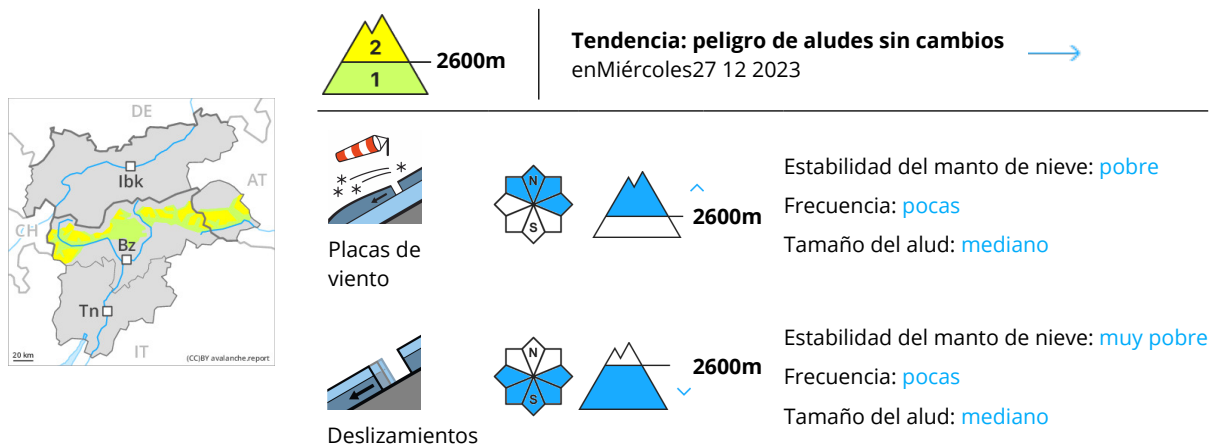 2
1
2600m
Tendencia: peligro de aludes sin cambios
enMiércoles27 12 2023
DE
Ibk
AT
CH
Bz
Tn
IT
20 km
(CC)BY avalanche.report
Placas de
viento
N
S
2600m
Estabilidad del manto de nieve: pobre
Frecuencia: pocas
Tamaño del alud: mediano
Deslizamientos
N
S
2600m
Estabilidad del manto de nieve: muy pobre
Frecuencia: pocas
Tamaño del alud: mediano